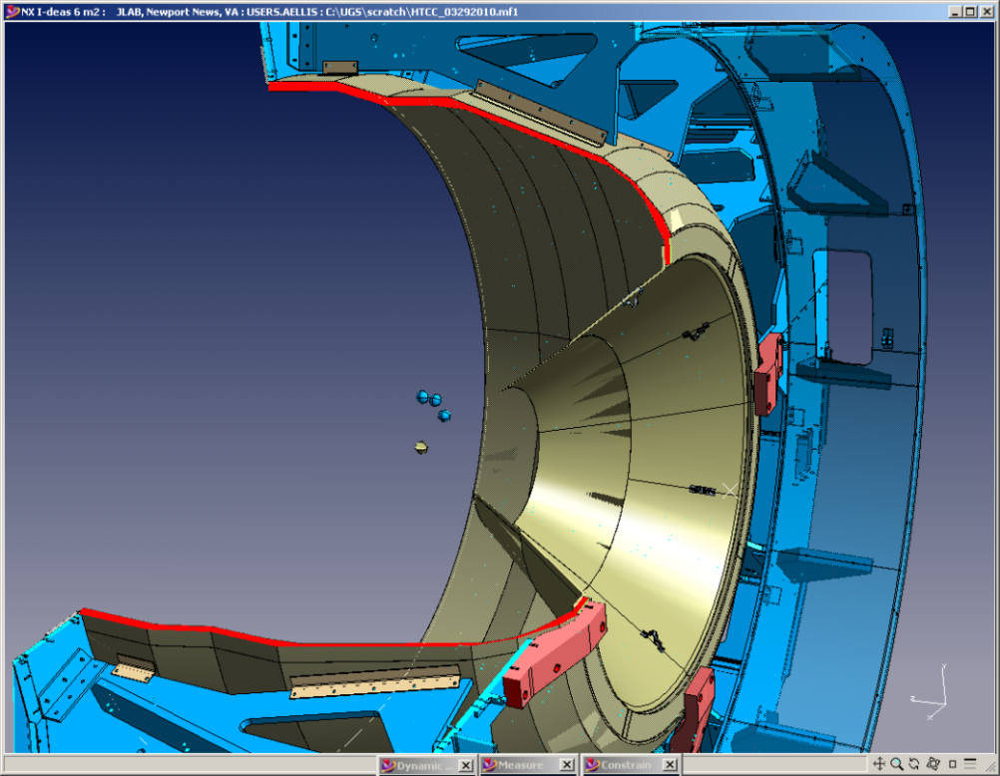 NX I-deas 6 m2 : JLAB, Newport News, VA : USERS.AELLIS : C:\UGS\scratch\HTCC_03292010.mf1
Y
Z
X
Dynamic ... Measure Constrain